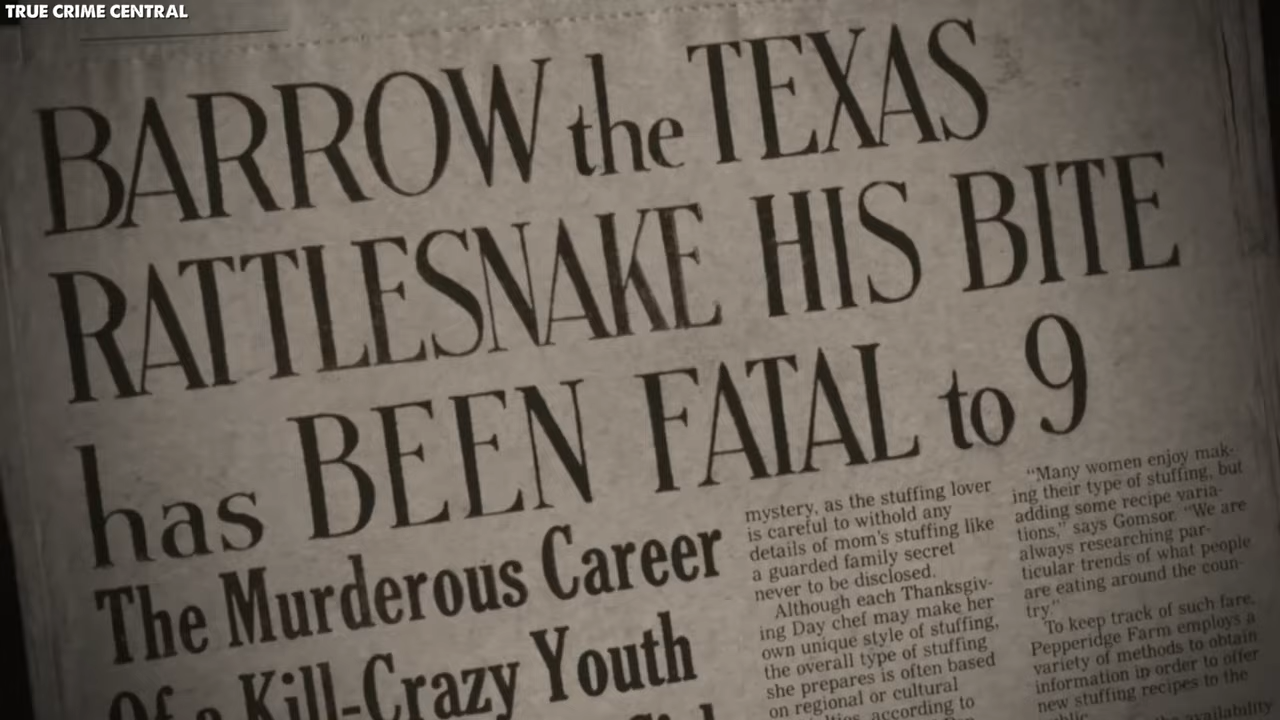 TRUE CRIME CENTRAL
BARROW the TEXAS
RATTLESNAKE HIS BITE
has BEEN FATAL to 9
The Murderous Career
Of a Kill-Crazy Youth
mystery, as the stuffing lover
is careful to withold any
details of mom's stuffing like
a guarded family secret
never to be disclosed.
Although each Thanksgiv-
ing Day chef may make her
own unique style of stuffing,
the overall type of stuffing
she prepares is often based
on regional or cultural
according to
"Many women enjoy mak-
ing their type of stuffing, but
adding some recipe varia-
tions," says Gomsor. "We are
always researching par-
ticular trends of what people
are eating around the coun-
try."
To keep track of such fare,
Pepperidge Farm employs a
variety of methods to obtain
information in order to offer
new stuffing recipes to the
availability